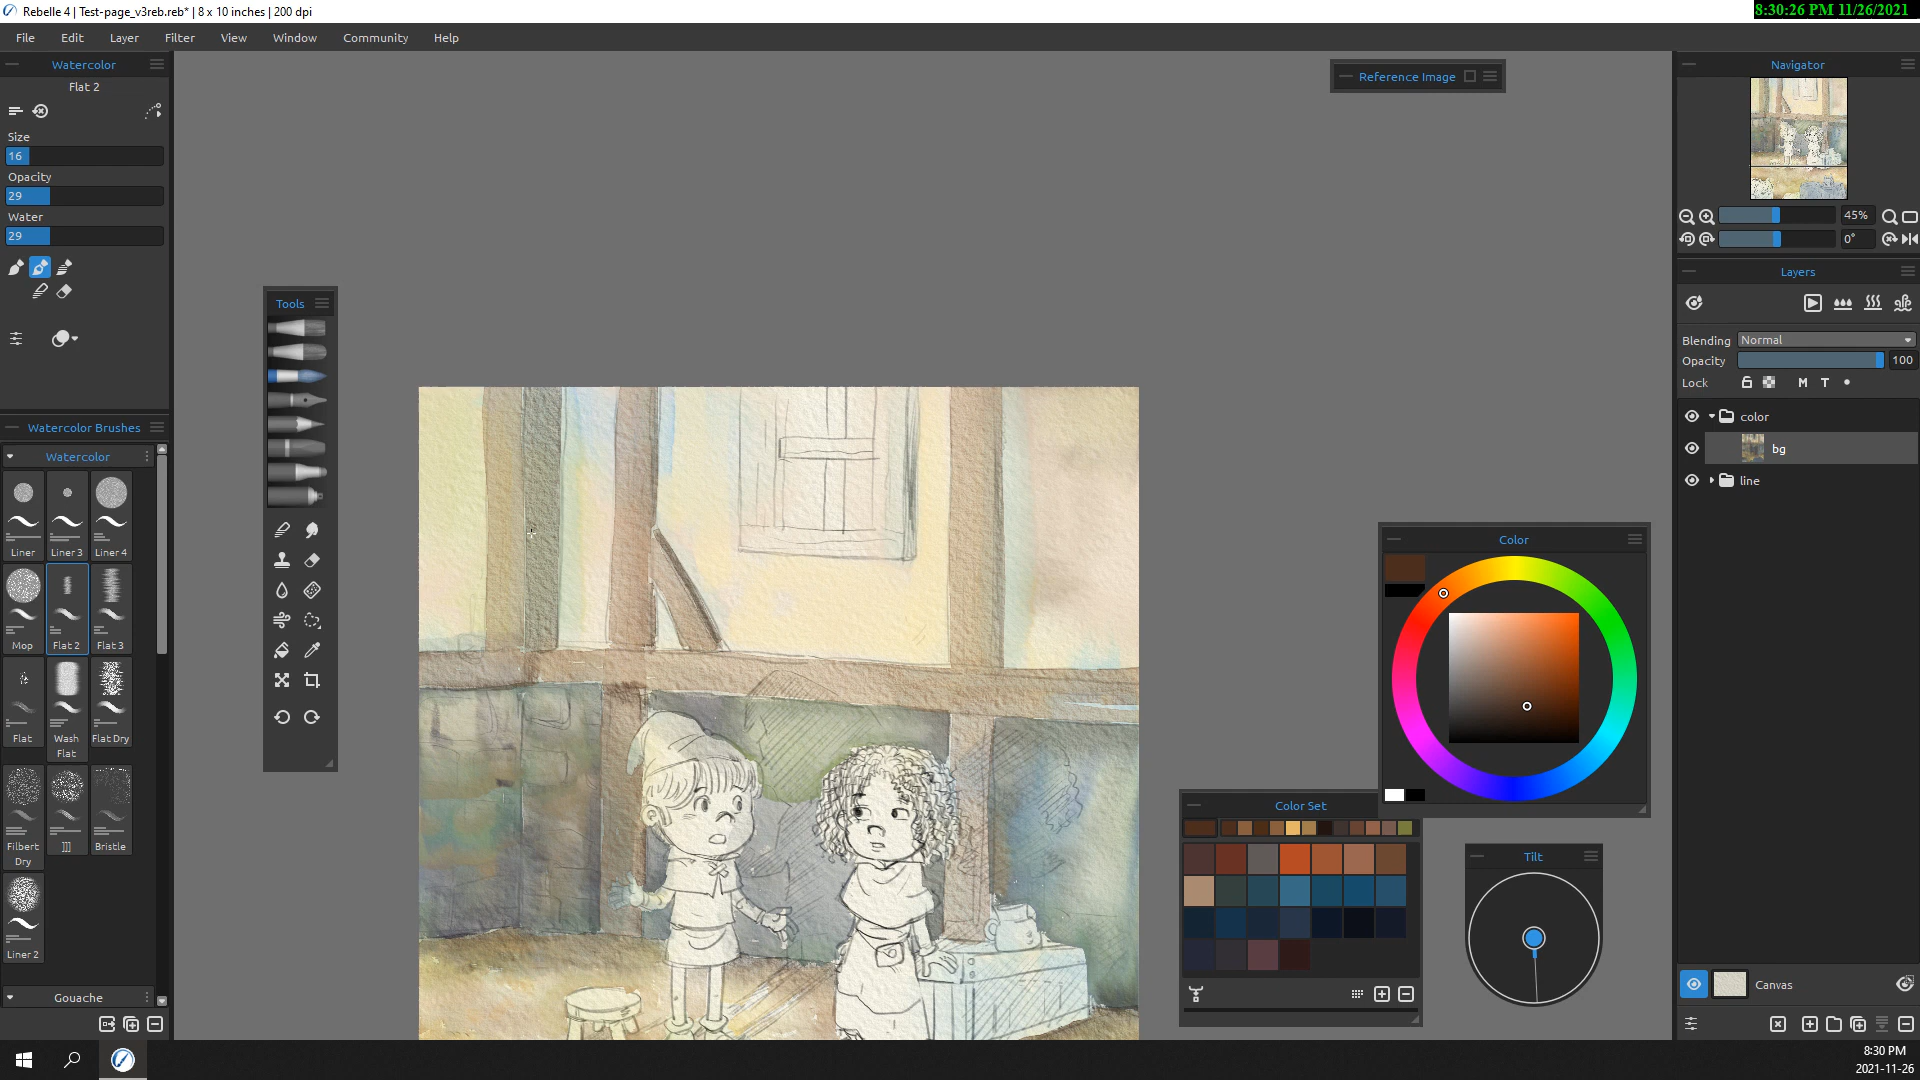 Rebelle 4 | Test-page_v3reb.reb* | 8 x 10 inches | 200 dpi
8:30:26 PM 11/26/2021
File Edit Layer Filter View Window Community Help
Watercolor
Flat 2
Size
16
Opacity
29
Water
29
Watercolor Brushes
Watercolor
Liner Liner 3 Liner 4
Mop Flat 2 Flat 3
Flat Wash Flat Flat Dry
Filbert Dry ]]] Bristle
Liner 2
Gouache
Tools
Reference Image
Color
Color Set
Tilt
Navigator
45%
0°
Layers
Blending Normal
Opacity 100
Lock M T
color
bg
line
Canvas
8:30 PM
2021-11-26